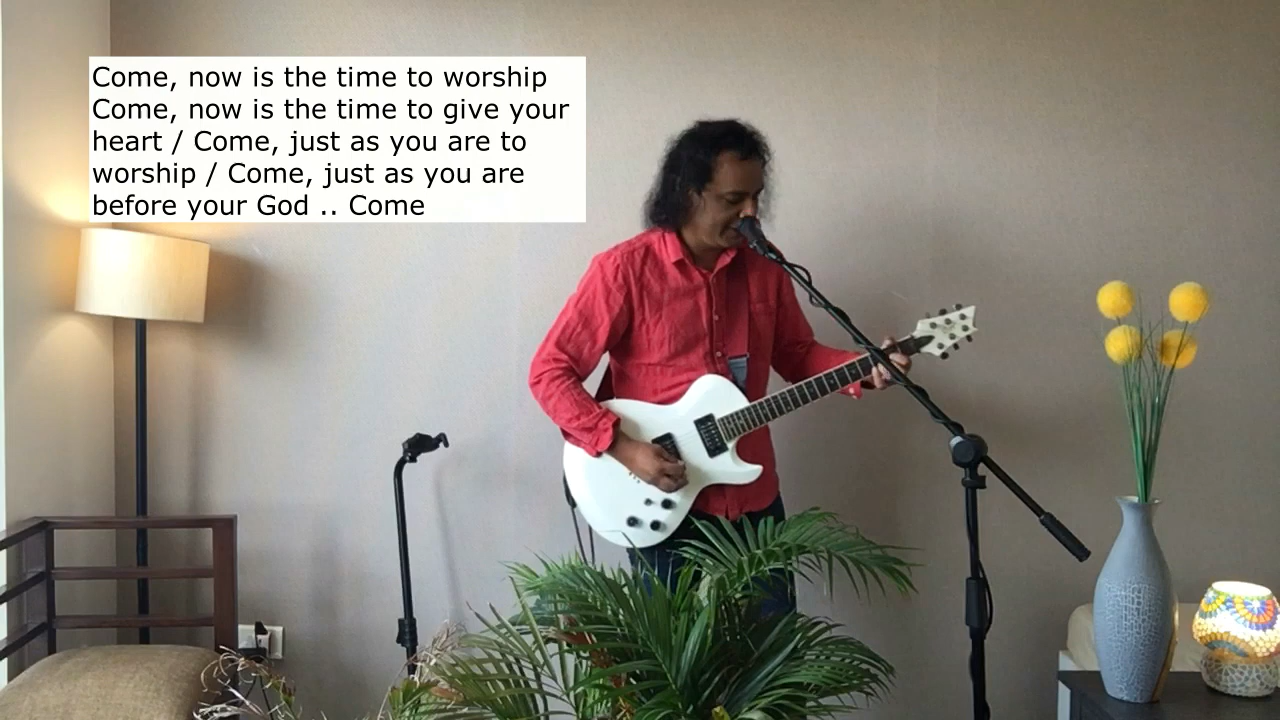 Come, now is the time to worship
Come, now is the time to give your
heart / Come, just as you are to
worship / Come, just as you are
before your God .. Come